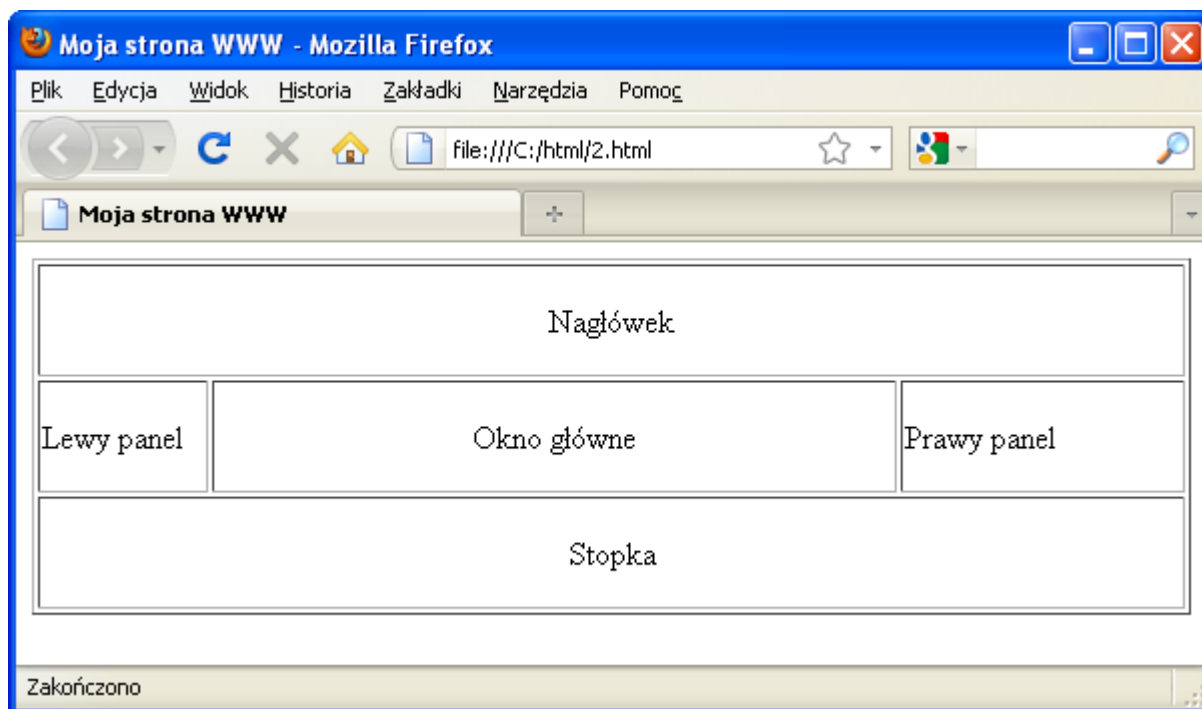 Moja strona WWW - Mozilla Firefox
Plik Edycja Widok Historia Zakładki Narzędzia Pomoc
file:///C:/html/2.html
Moja strona WWW
Nagłówek
Lewy panel Okno główne Prawy panel
Stopka
Zakończono